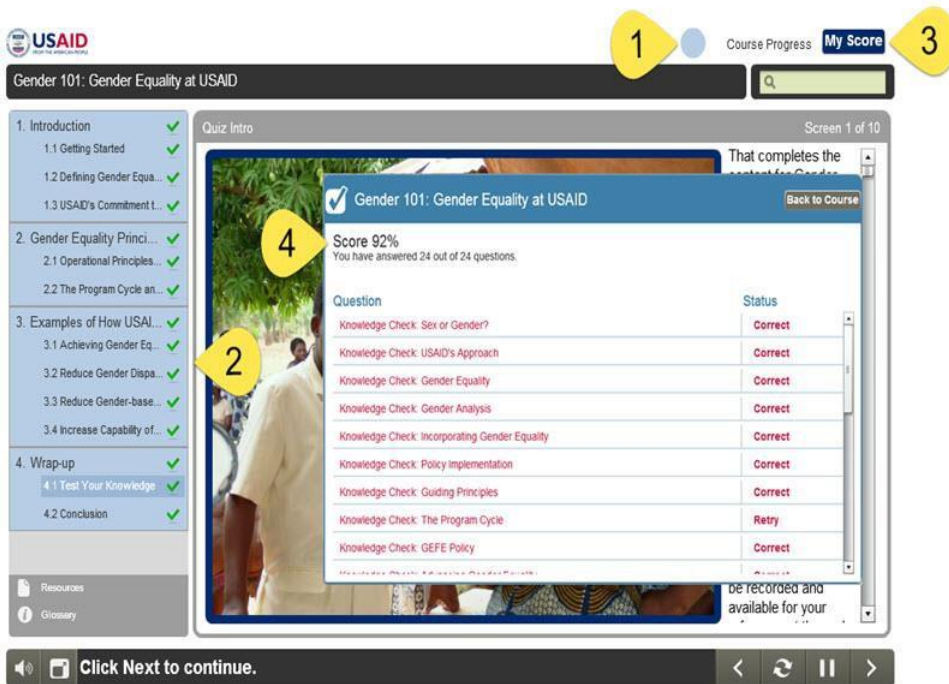 USAID
FROM THE AMERICAN PEOPLE
1
Course Progress
My Score
3
Gender 101: Gender Equality at USAID
1. Introduction
1.1 Getting Started
1.2 Defining Gender Equa...
1.3 USAID's Commitment t...
2. Gender Equality Princi...
2.1 Operational Principles...
2.2 The Program Cycle an...
3. Examples of How USAI...
3.1 Achieving Gender Eq...
3.2 Reduce Gender Dispa...
3.3 Reduce Gender-base...
3.4 Increase Capability of...
4. Wrap-up
4.1 Test Your Knowledge
4.2 Conclusion
2
Resources
Glossary
Quiz Intro
Screen 1 of 10
That completes the
Gender 101: Gender Equality at USAID
Back to Course
4
Score 92%
You have answered 24 out of 24 questions.
Question Status
Knowledge Check: Sex or Gender? Correct
Knowledge Check: USAID's Approach Correct
Knowledge Check: Gender Equality Correct
Knowledge Check: Gender Analysis Correct
Knowledge Check: Incorporating Gender Equality Correct
Knowledge Check: Policy Implementation Correct
Knowledge Check: Guiding Principles Correct
Knowledge Check: The Program Cycle Retry
Knowledge Check: GEFE Policy Correct
be recorded and
available for your
Click Next to continue.